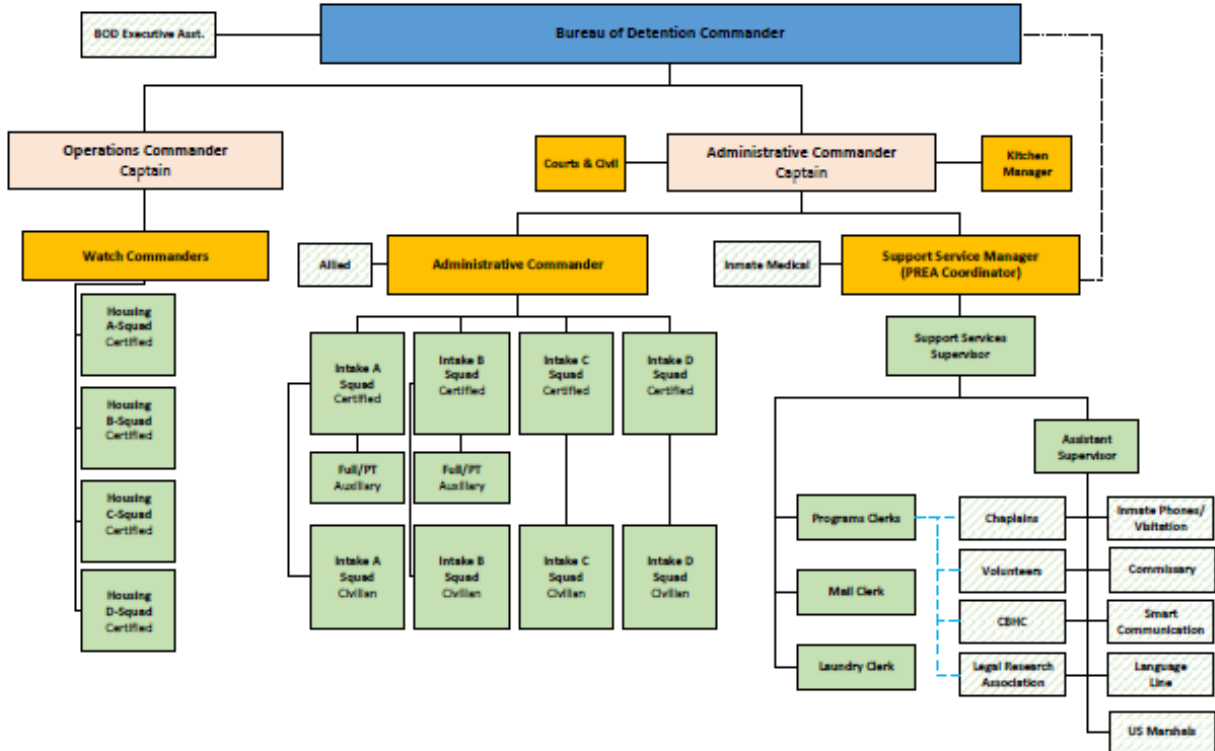 BOD Executive Asst.
Bureau of Detention Commander
Operations Commander
Captain
Courts & Civil
Administrative Commander
Captain
Kitchen
Manager
Watch Commanders
Allied
Administrative Commander
Inmate Medical
Support Service Manager
(PREA Coordinator)
Housing
A-Squad
Certified
Housing
B-Squad
Certified
Housing
C-Squad
Certified
Housing
D-Squad
Certified
Intake A
Squad
Certified
Intake B
Squad
Certified
Intake C
Squad
Certified
Intake D
Squad
Certified
Full/PT
Auxiliary
Full/PT
Auxiliary
Intake A
Squad
Civilian
Intake B
Squad
Civilian
Intake C
Squad
Civilian
Intake D
Squad
Civilian
Support Services
Supervisor
Assistant
Supervisor
Programs Clerks
Mail Clerk
Laundry Clerk
Chaplains
Volunteers
CBHC
Legal Research
Association
Inmate Phones/
Visitation
Commissary
Smart
Communication
Language
Line
US Marshals